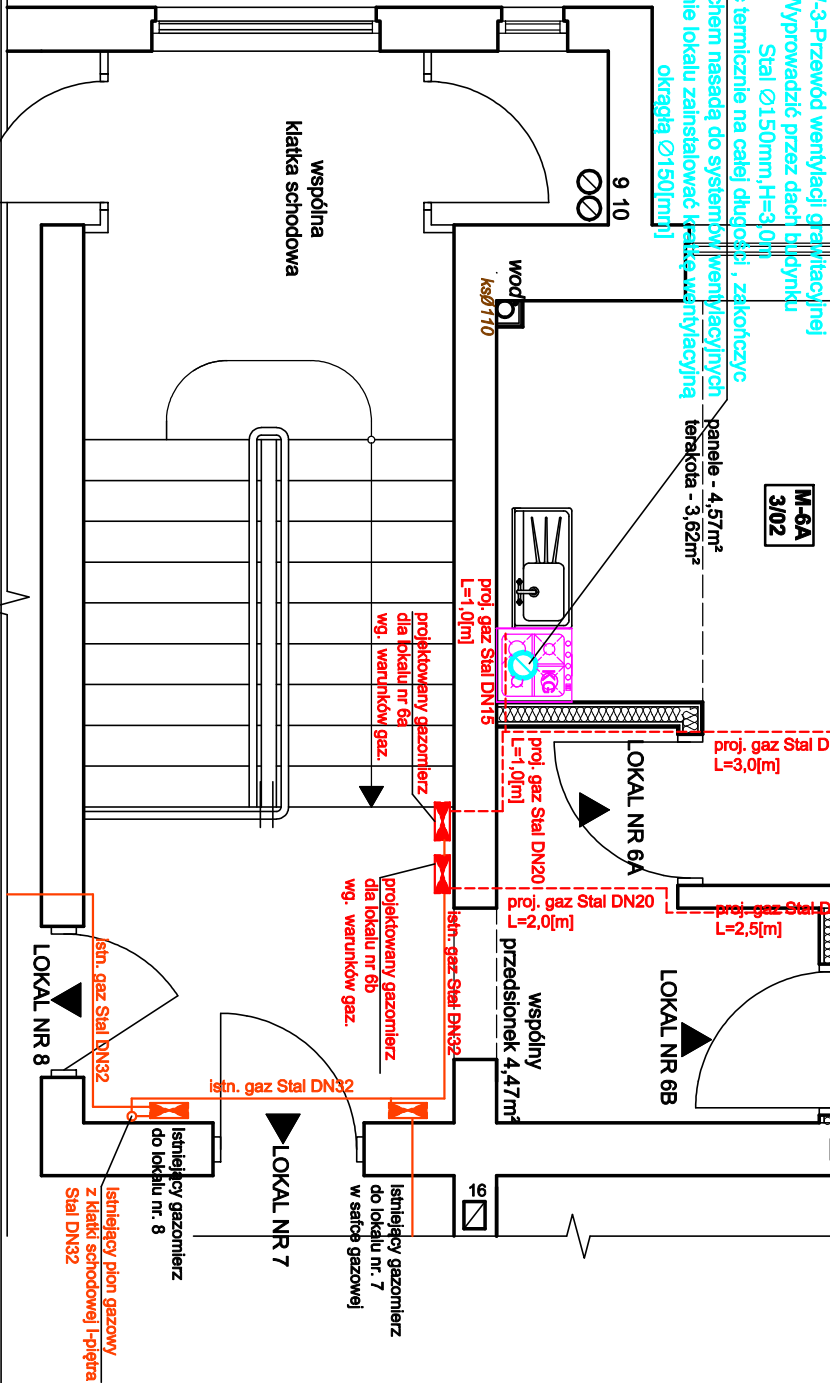 -3-Przewód wentylacji grawitacyjnej
Wyprowadzić przez dach budynku
Stal Ø150mm,H=3,0m
termicznie na całej długości , zakończyc
chem nasadą do systemów wentylacyjnych
nie lokalu zainstalować kratkę wentylacyjną
okrągłą Ø150[mm]
9 10
wspólna
klatka schodowa
wod
ksØ110
M-6A
3/02
panele - 4,57m²
terakota - 3,62m²
KG
proj. gaz Stal DN15
L=1,0[m]
projektowany gazomierz
dla lokalu nr 6a
wg. warunków gaz.
proj. gaz Stal DN20
L=1,0[m]
proj. gaz Stal D
L=3,0[m]
LOKAL NR 6A
proj. gaz Stal DN20
L=2,0[m]
proj. gaz Stal D
L=2,5[m]
projektowany gazomierz
dla lokalu nr 6b
wg. warunków gaz.
istn. gaz Stal DN32
wspólny
przedsionek 4,47m²
LOKAL NR 6B
LOKAL NR 8
istn. gaz Stal DN32
istn. gaz Stal DN32
LOKAL NR 7
Istniejący gazomierz
do lokalu nr. 8
Istniejący gazomierz
do lokalu nr. 7
w safce gazowej
16
Istniejący pion gazowy
z klatki schodowej I-piętra
Stal DN32